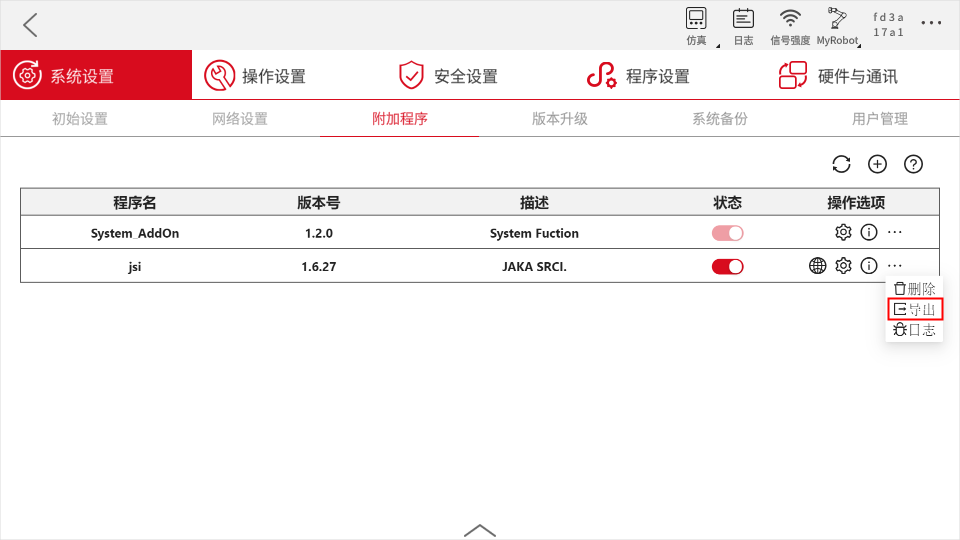 仿真 日志 信号强度 MyRobot fd3a 17a1
系统设置 操作设置 安全设置 程序设置 硬件与通讯
初始设置 网络设置 附加程序 版本升级 系统备份 用户管理
程序名 版本号 描述 状态 操作选项
System_AddOn 1.2.0 System Fuction
jsi 1.6.27 JAKA SRCI.
删除
导出
日志